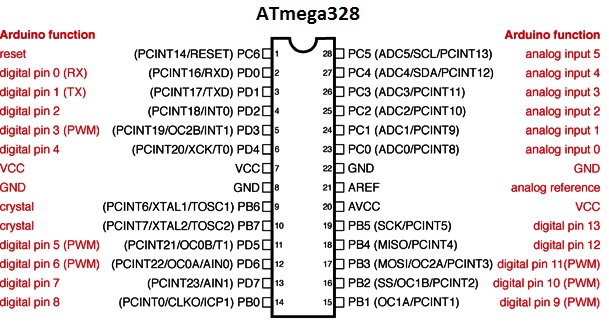 ATmega328
Arduino function Arduino function
reset (PCINT14/RESET) PC6 1 28 PC5 (ADC5/SCL/PCINT13) analog input 5
digital pin 0 (RX) (PCINT16/RXD) PD0 2 27 PC4 (ADC4/SDA/PCINT12) analog input 4
digital pin 1 (TX) (PCINT17/TXD) PD1 3 26 PC3 (ADC3/PCINT11) analog input 3
digital pin 2 (PCINT18/INT0) PD2 4 25 PC2 (ADC2/PCINT10) analog input 2
digital pin 3 (PWM) (PCINT19/OC2B/INT1) PD3 5 24 PC1 (ADC1/PCINT9) analog input 1
digital pin 4 (PCINT20/XCK/T0) PD4 6 23 PC0 (ADC0/PCINT8) analog input 0
VCC VCC 7 22 GND GND
GND GND 8 21 AREF analog reference
crystal (PCINT6/XTAL1/TOSC1) PB6 9 20 AVCC VCC
crystal (PCINT7/XTAL2/TOSC2) PB7 10 19 PB5 (SCK/PCINT5) digital pin 13
digital pin 5 (PWM) (PCINT21/OC0B/T1) PD5 11 18 PB4 (MISO/PCINT4) digital pin 12
digital pin 6 (PWM) (PCINT22/OC0A/AIN0) PD6 12 17 PB3 (MOSI/OC2A/PCINT3) digital pin 11(PWM)
digital pin 7 (PCINT23/AIN1) PD7 13 16 PB2 (SS/OC1B/PCINT2) digital pin 10 (PWM)
digital pin 8 (PCINT0/CLKO/ICP1) PB0 14 15 PB1 (OC1A/PCINT1) digital pin 9 (PWM)